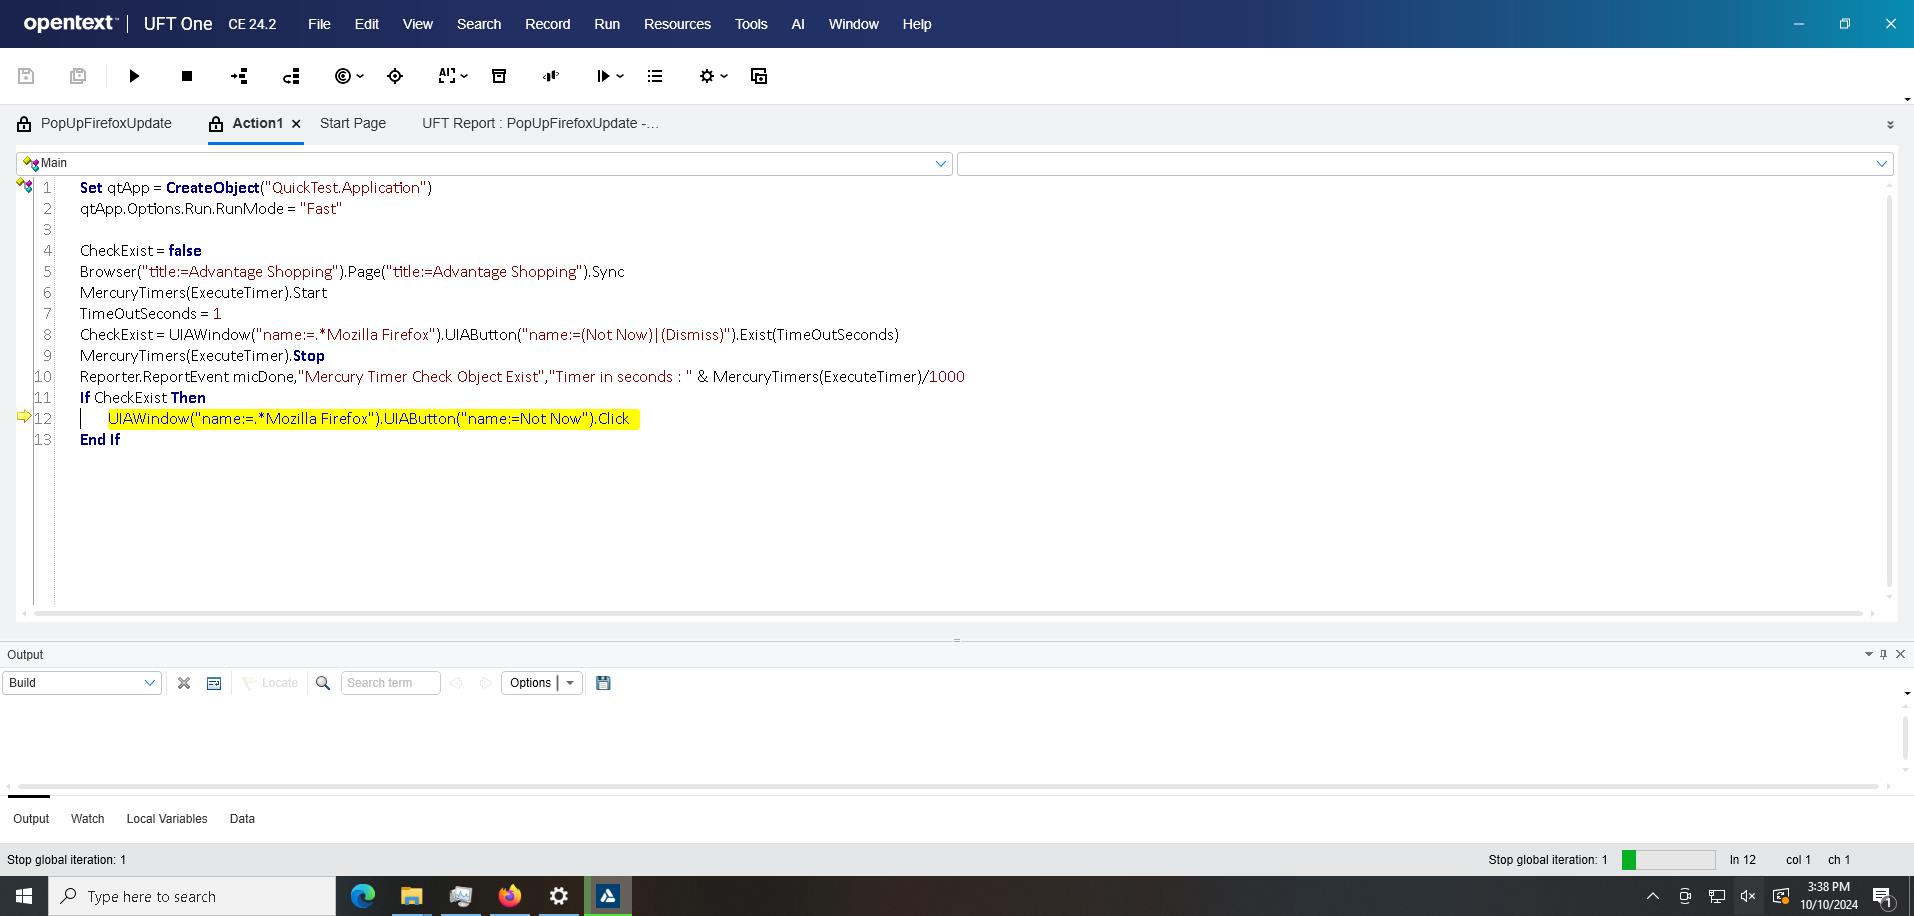 opentext™ | UFT One CE 24.2 File Edit View Search Record Run Resources Tools AI Window Help
AI
PopUpFirefoxUpdate Action1 × Start Page UFT Report : PopUpFirefoxUpdate -...
Main
1 Set qtApp = CreateObject("QuickTest.Application")
2 qtApp.Options.Run.RunMode = "Fast"
3
4 CheckExist = false
5 Browser("title:=Advantage Shopping").Page("title:=Advantage Shopping").Sync
6 MercuryTimers(ExecuteTimer).Start
7 TimeOutSeconds = 1
8 CheckExist = UIAWindow("name:=.*Mozilla Firefox").UIAButton("name:=(Not Now)|(Dismiss)").Exist(TimeOutSeconds)
9 MercuryTimers(ExecuteTimer).Stop
10 Reporter.ReportEvent micDone,"Mercury Timer Check Object Exist","Timer in seconds : " & MercuryTimers(ExecuteTimer)/1000
11 If CheckExist Then
12 UIAWindow("name:=.*Mozilla Firefox").UIAButton("name:=Not Now").Click
13 End If
Output
Build Locate Search term Options
Output Watch Local Variables Data
Stop global iteration: 1 Stop global iteration: 1 ln 12 col 1 ch 1
Type here to search 3:38 PM
10/10/2024 1